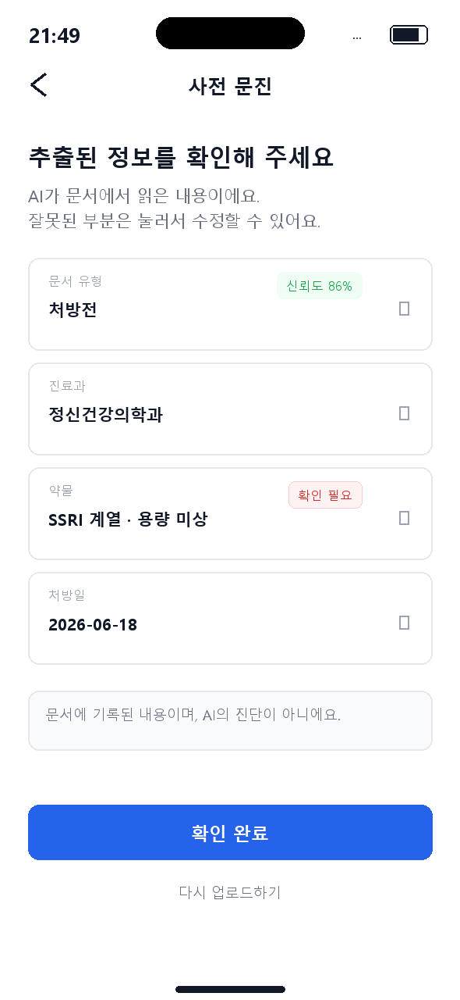 21:49
...
사전 문진
추출된 정보를 확인해 주세요
AI가 문서에서 읽은 내용이에요.
잘못된 부분은 눌러서 수정할 수 있어요.
문서 유형
신뢰도 86%
처방전
진료과
정신건강의학과
약물
확인 필요
SSRI 계열 · 용량 미상
처방일
2026-06-18
문서에 기록된 내용이며, AI의 진단이 아니에요.
확인 완료
다시 업로드하기